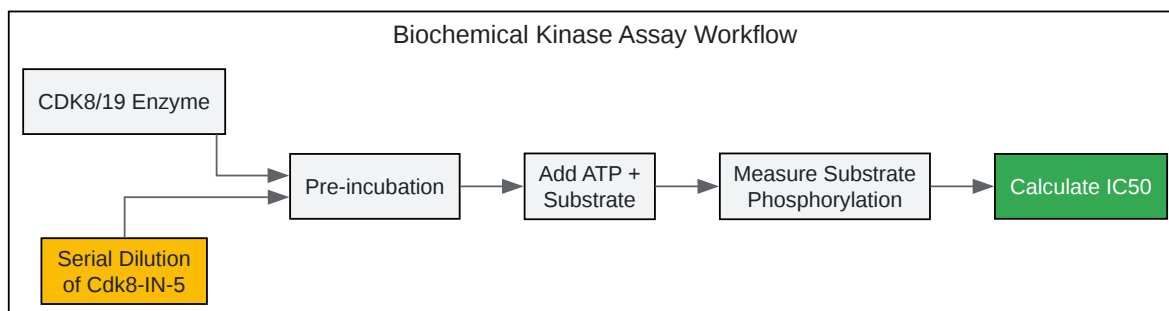 Biochemical Kinase Assay Workflow
CDK8/19 Enzyme
Serial Dilution
of Cdk8-IN-5
Pre-incubation
Add ATP +
Substrate
Measure Substrate
Phosphorylation
Calculate IC50